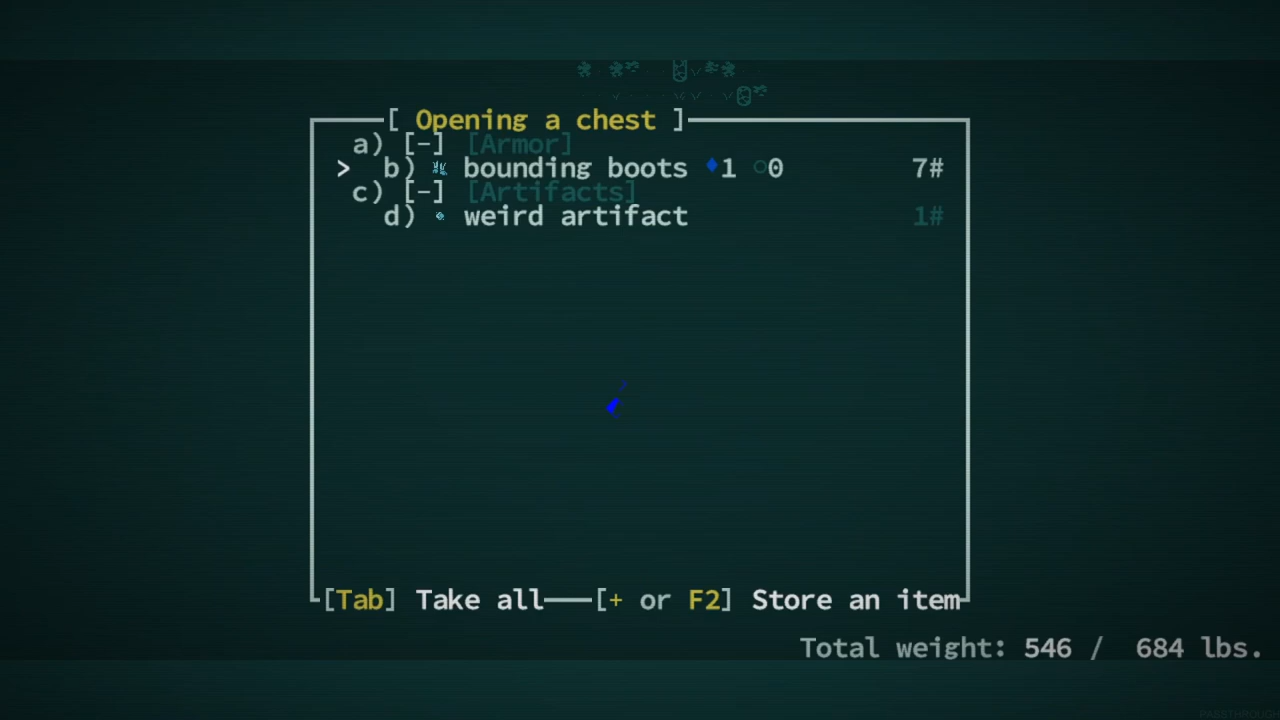 [ Opening a chest ]
a) [-] [Armor]
> b) bounding boots ♦1 ○0 7#
c) [-] [Artifacts]
d) weird artifact 1#
[Tab] Take all [+ or F2] Store an item
Total weight: 546 / 684 lbs.